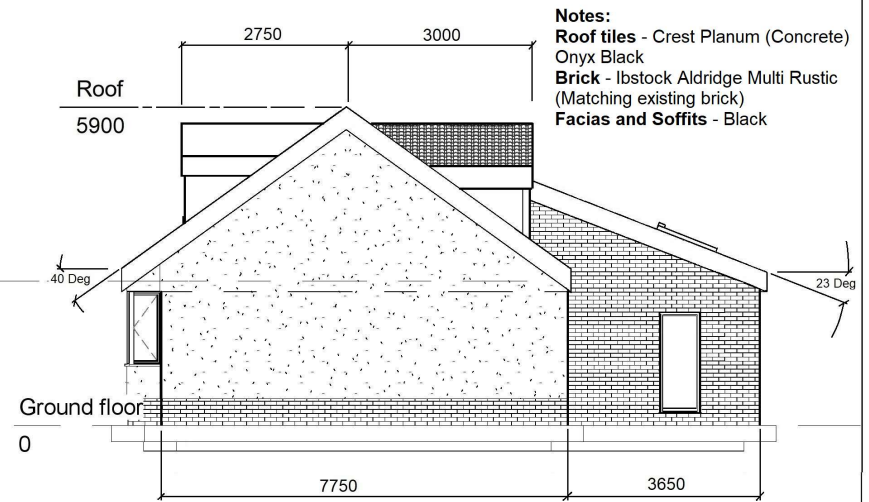 Notes:
Roof tiles - Crest Planum (Concrete)
Onyx Black
Brick - Ibstock Aldridge Multi Rustic
(Matching existing brick)
Facias and Soffits - Black
2750
3000
Roof
5900
40 Deg
23 Deg
Ground floor
0
7750
3650